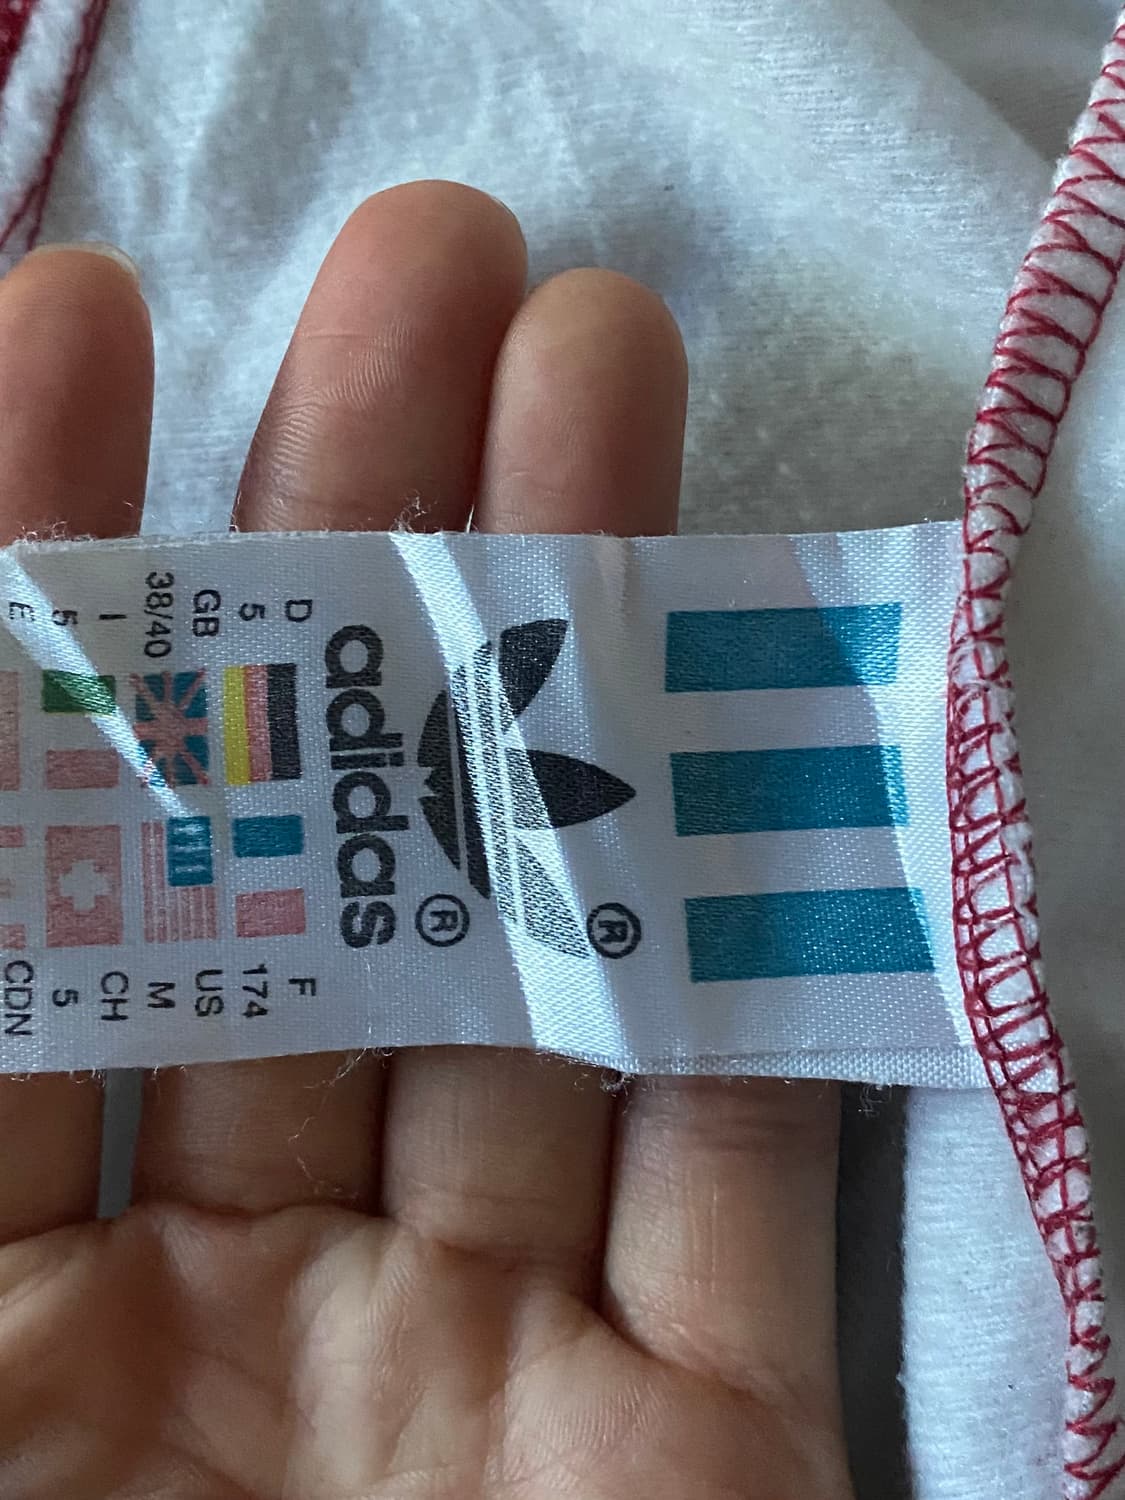 ®
®
adidas
D F
5 174
GB US
38/40 M
I CH
5 5
E CDN